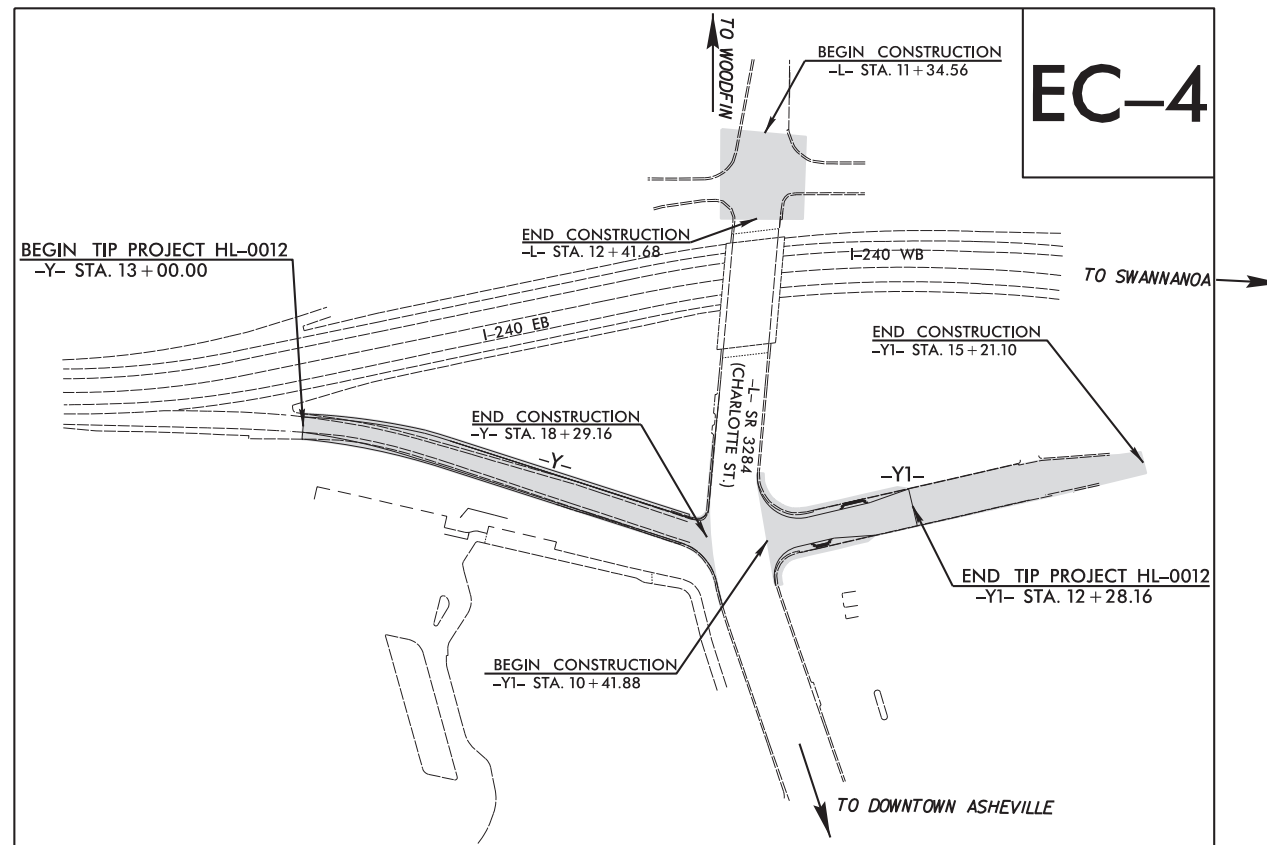 EC-4
TO WOODFIN
BEGIN CONSTRUCTION
-L- STA. 11+34.56
END CONSTRUCTION
-L- STA. 12+41.68
BEGIN TIP PROJECT HL-0012
-Y- STA. 13+00.00
I-240 WB
TO SWANNANOA
I-240 EB
END CONSTRUCTION
-Y1- STA. 15+21.10
-L- SR 3284
(CHARLOTTE ST.)
END CONSTRUCTION
-Y- STA. 18+29.16
-Y-
-Y1-
END TIP PROJECT HL-0012
-Y1- STA. 12+28.16
BEGIN CONSTRUCTION
-Y1- STA. 10+41.88
TO DOWNTOWN ASHEVILLE